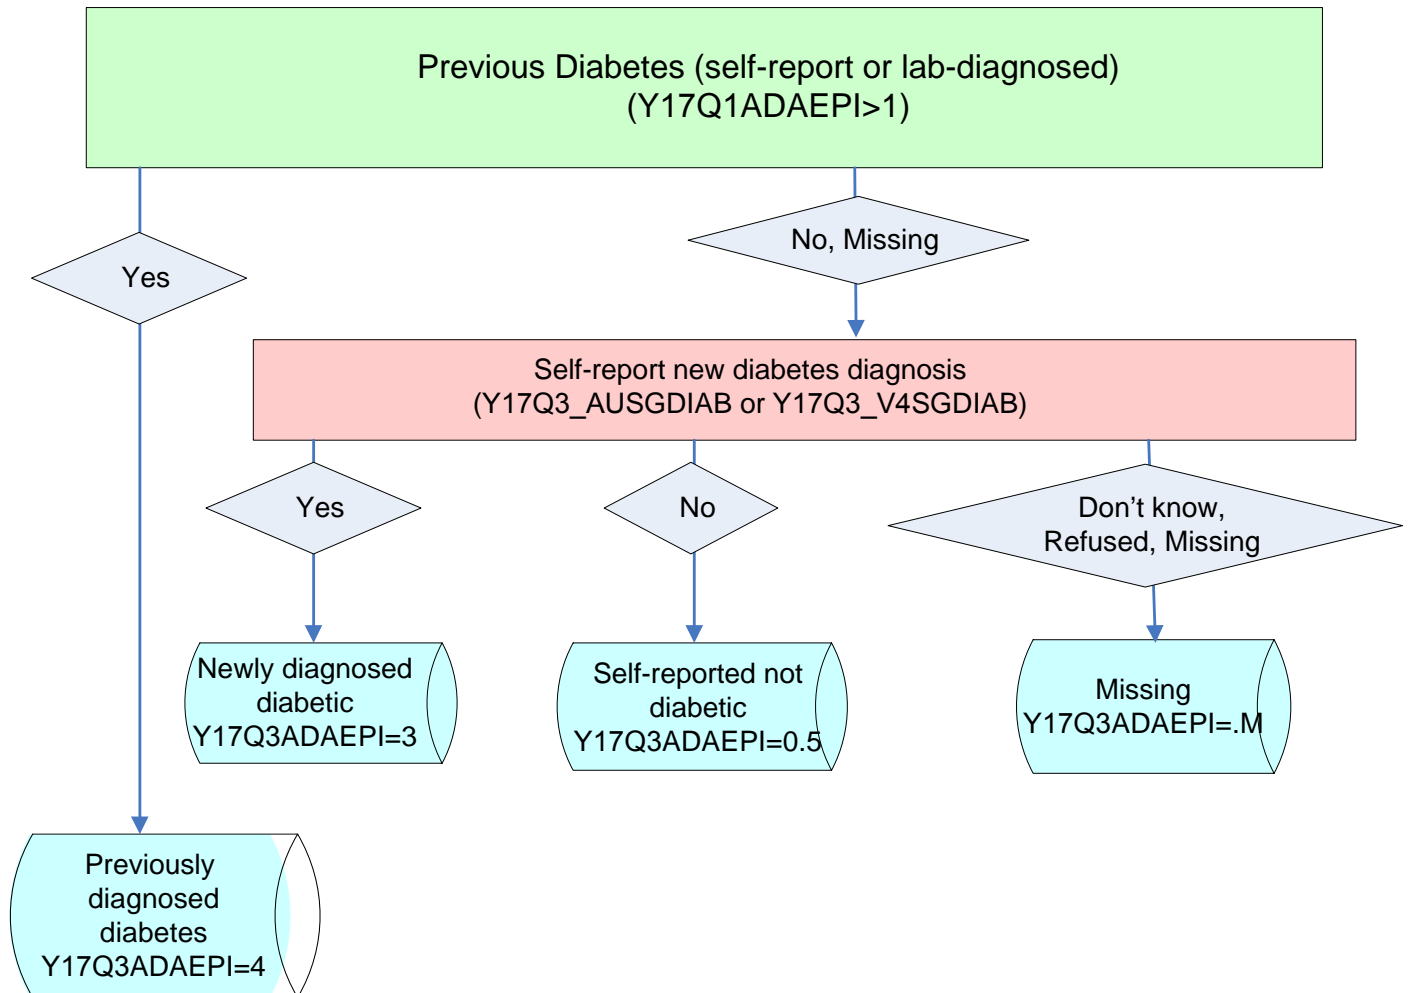 Previous Diabetes (self-report or lab-diagnosed)
(Y17Q1ADAEPI>1)
No, Missing
Yes
Self-report new diabetes diagnosis
(Y17Q3_AUSGDIAB or Y17Q3_V4SGDIAB)
Yes
No
Don’t know,
Refused, Missing
Newly diagnosed
diabetic
Y17Q3ADAEPI=3
Self-reported not
diabetic
Y17Q3ADAEPI=0.5
Missing
Y17Q3ADAEPI=.M
Previously
diagnosed
diabetes
Y17Q3ADAEPI=4